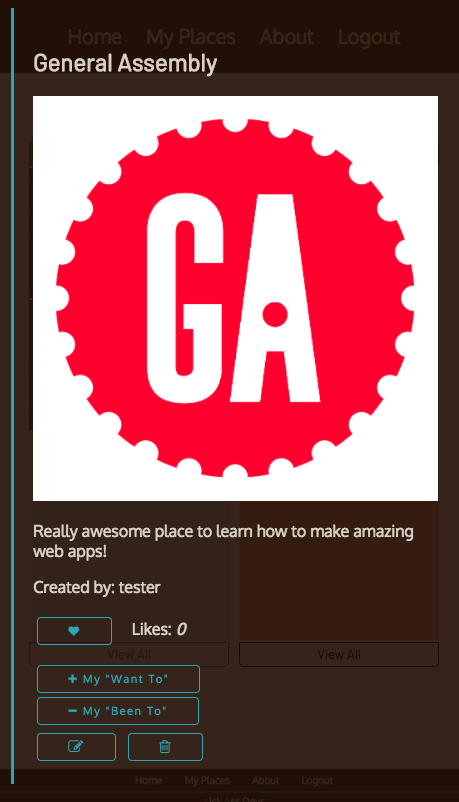 Home My Places About Logout
General Assembly
GA
Really awesome place to learn how to make amazing
web apps!
Created by: tester
Likes: 0
View All View All
My "Want To"
My "Been To"
Home My Places About Logout